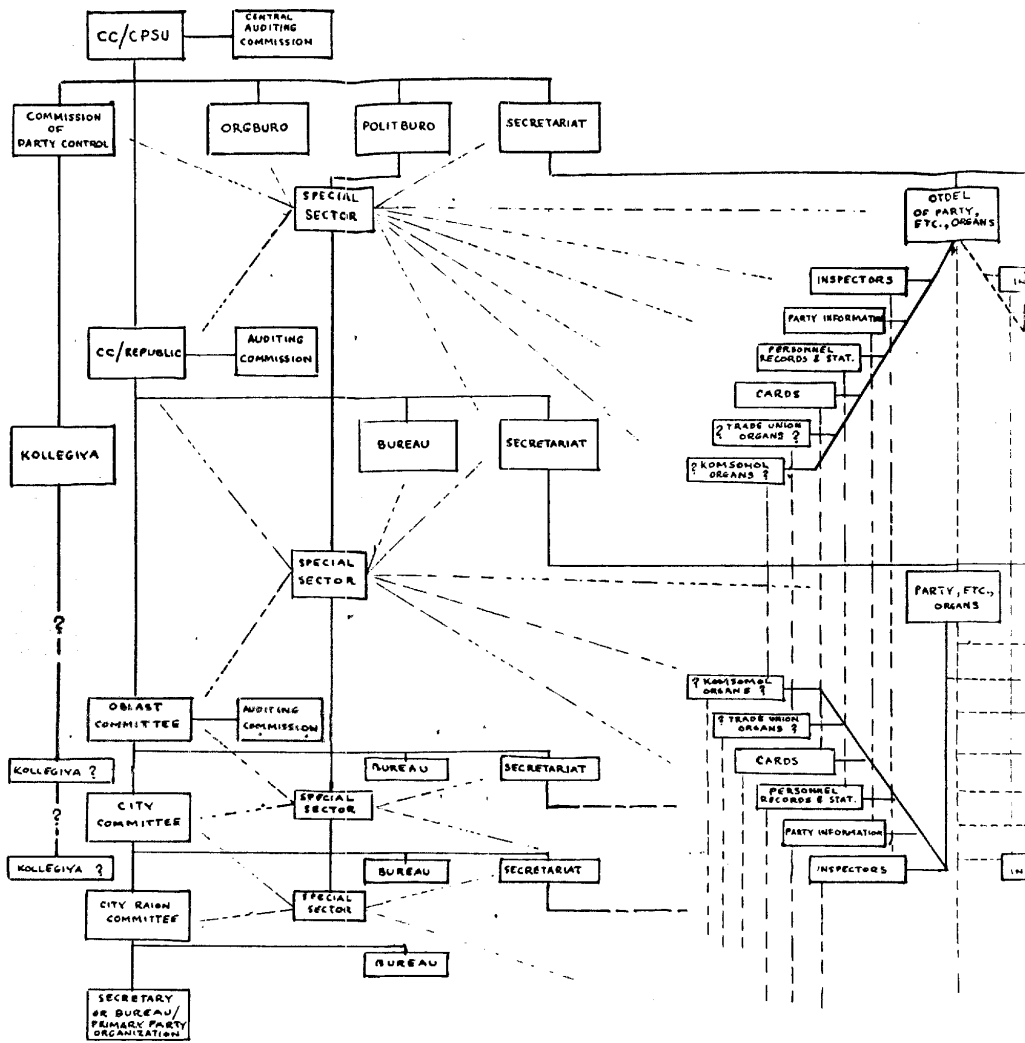 CC/CPSU
CENTRAL
AUDITING
COMMISSION
COMMISSION
OF
PARTY CONTROL
ORGBURO
POLITBURO
SECRETARIAT
SPECIAL
SECTOR
OTDEL
OF PARTY,
ETC., ORGANS
INSPECTORS
IN
PARTY INFORMATION
CC/REPUBLIC
AUDITING
COMMISSION
PERSONNEL
RECORDS & STAT.
CARDS
KOLLEGIYA
BUREAU
SECRETARIAT
? TRADE UNION
ORGANS ?
? KOMSOMOL
ORGANS ?
SPECIAL
SECTOR
PARTY, ETC.,
ORGANS
?
OBLAST
COMMITTEE
AUDITING
COMMISSION
? KOMSOMOL
ORGANS ?
? TRADE UNION
ORGANS ?
KOLLEGIYA ?
BUREAU
SECRETARIAT
CARDS
?
CITY
COMMITTEE
SPECIAL
SECTOR
PERSONNEL
RECORDS & STAT.
PARTY INFORMATION
KOLLEGIYA ?
BUREAU
SECRETARIAT
INSPECTORS
IN
CITY RAION
COMMITTEE
SPECIAL
SECTOR
BUREAU
SECRETARY
OR BUREAU/
PRIMARY PARTY
ORGANIZATION